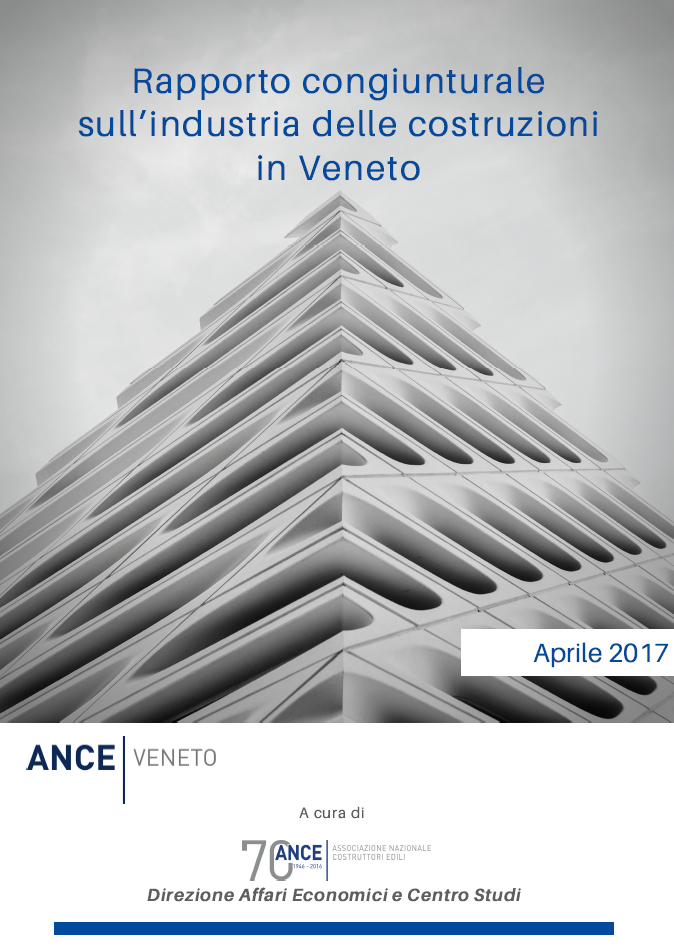 Rapporto congiunturale
sull'industria delle costruzioni
in Veneto
Aprile 2017
ANCE VENETO
A cura di
70 ANCE ASSOCIAZIONE NAZIONALE
1946 - 2016 COSTRUTTORI EDILI
Direzione Affari Economici e Centro Studi